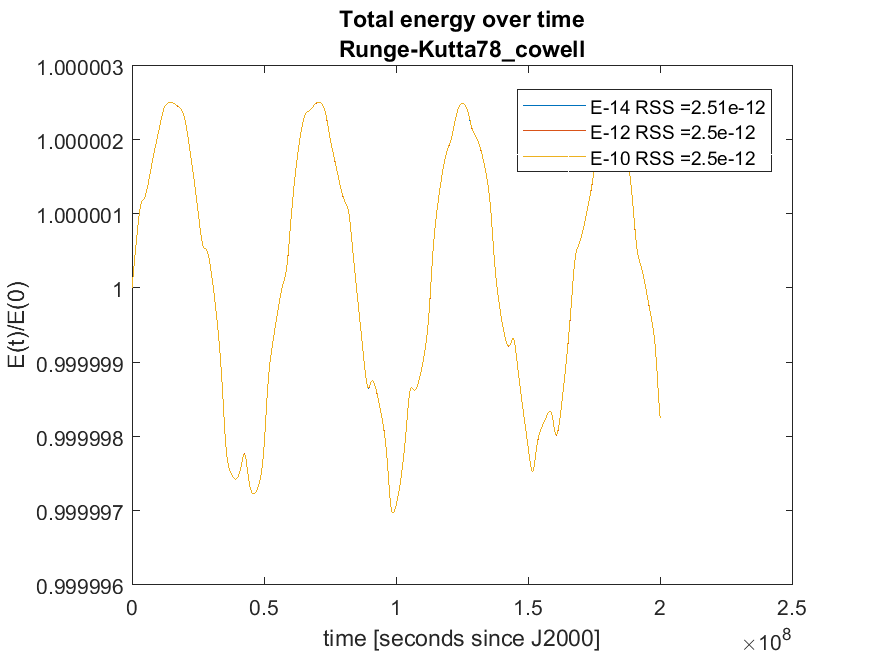 Total energy over time
Runge-Kutta78_cowell
1.000003
1.000002
1.000001
1
0.999999
0.999998
0.999997
0.999996
E(t)/E(0)
E-14 RSS =2.51e-12
E-12 RSS =2.5e-12
E-10 RSS =2.5e-12
0 0.5 1 1.5 2 2.5
time [seconds since J2000]
×10^8